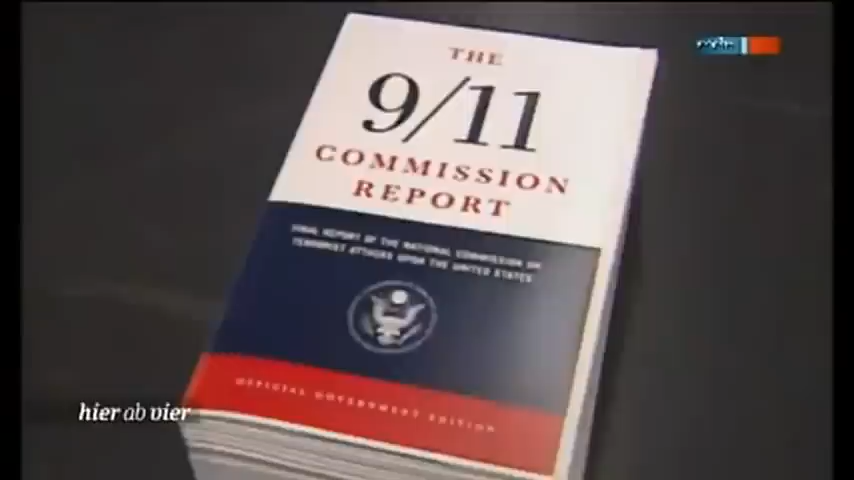 THE
9/11
COMMISSION
REPORT
FINAL REPORT OF THE NATIONAL COMMISSION ON
TERRORIST ATTACKS UPON THE UNITED STATES
OFFICIAL GOVERNMENT EDITION
hier ab vier
mdr